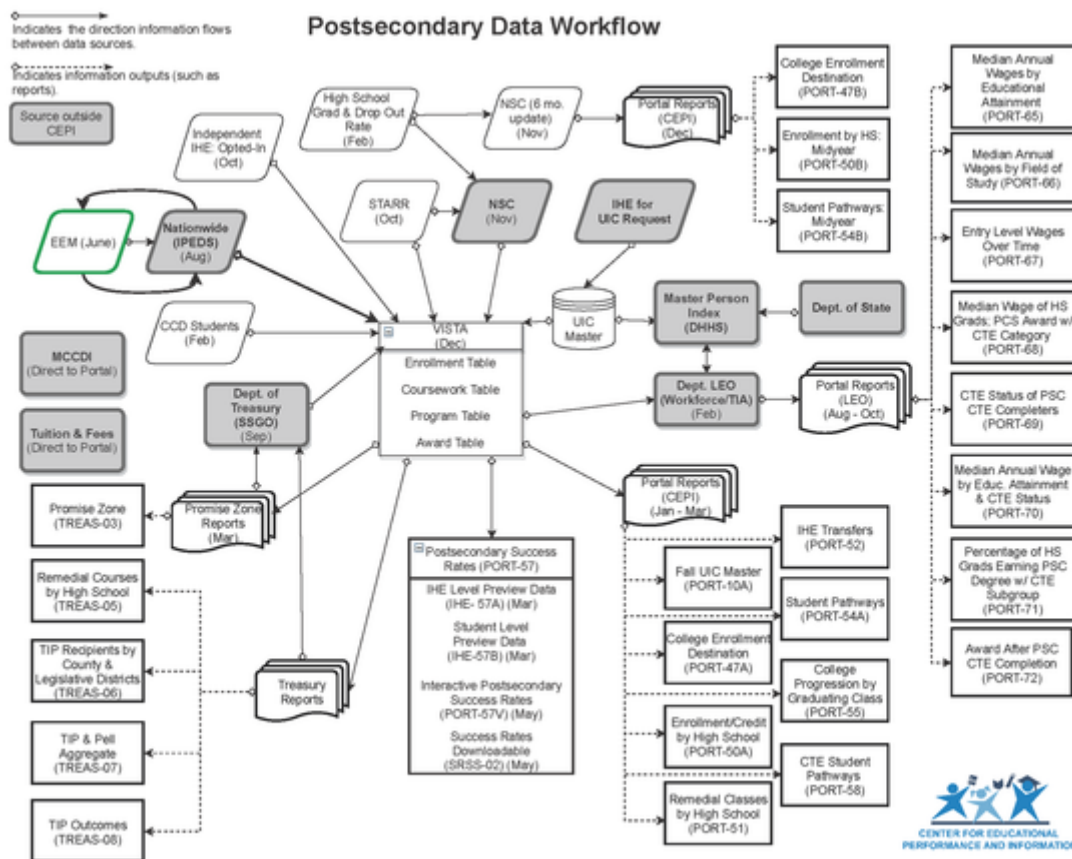 Postsecondary Data Workflow
Indicates the direction information flows
between data sources.
Indicates information outputs (such as
reports).
Source outside
CEPI
Independent
IHE: Opted-In
(Oct)
High School
Grad & Drop Out
Rate
(Feb)
NSC (6 mo.
update)
(Nov)
Portal Reports
(CEPI)
(Dec)
College Enrollment
Destination
(PORT-47B)
Enrollment by HS:
Midyear
(PORT-50B)
Student Pathways:
Midyear
(PORT-54B)
STARR
(Oct)
NSC
(Nov)
IHE for
UIC Request
EEM (June)
Nationwide
(IPEDS)
(Aug)
CCD Students
(Feb)
UIC
Master
Master Person
Index
(DHHS)
Dept. of State
MCCDI
(Direct to Portal)
Tuition & Fees
(Direct to Portal)
Dept. of
Treasury
(SSGO)
(Sep)
VISTA
(Dec)
Enrollment Table
Coursework Table
Program Table
Award Table
Dept. LEO
(Workforce/TIA)
(Feb)
Portal Reports
(LEO)
(Aug - Oct)
Median Annual
Wages by
Educational
Attainment
(PORT-65)
Median Annual
Wages by Field of
Study (PORT-66)
Entry Level Wages
Over Time
(PORT-67)
Median Wage of HS
Grads; PCS Award w/
CTE Category
(PORT-68)
CTE Status of PSC
CTE Completers
(PORT-69)
Median Annual Wage
by Educ. Attainment
& CTE Status
(PORT-70)
Percentage of HS
Grads Earning PSC
Degree w/ CTE
Subgroup
(PORT-71)
Award After PSC
CTE Completion
(PORT-72)
Promise Zone
(TREAS-03)
Promise Zone
Reports
(Mar)
Remedial Courses
by High School
(TREAS-05)
TIP Recipients by
County &
Legislative Districts
(TREAS-06)
TIP & Pell
Aggregate
(TREAS-07)
TIP Outcomes
(TREAS-08)
Treasury
Reports
Postsecondary Success
Rates (PORT-57)
IHE Level Preview Data
(IHE- 57A) (Mar)
Student Level
Preview Data
(IHE-57B) (Mar)
Interactive Postsecondary
Success Rates
(PORT-57V) (May)
Success Rates
Downloadable
(SRSS-02) (May)
Portal Reports
(CEPI)
(Jan - Mar)
IHE Transfers
(PORT-52)
Fall UIC Master
(PORT-10A)
Student Pathways
(PORT-54A)
College Enrollment
Destination
(PORT-47A)
College
Progression by
Graduating Class
(PORT-55)
Enrollment/Credit
by High School
(PORT-50A)
CTE Student
Pathways
(PORT-58)
Remedial Classes
by High School
(PORT-51)
CENTER FOR EDUCATIONAL
PERFORMANCE AND INFORMATION